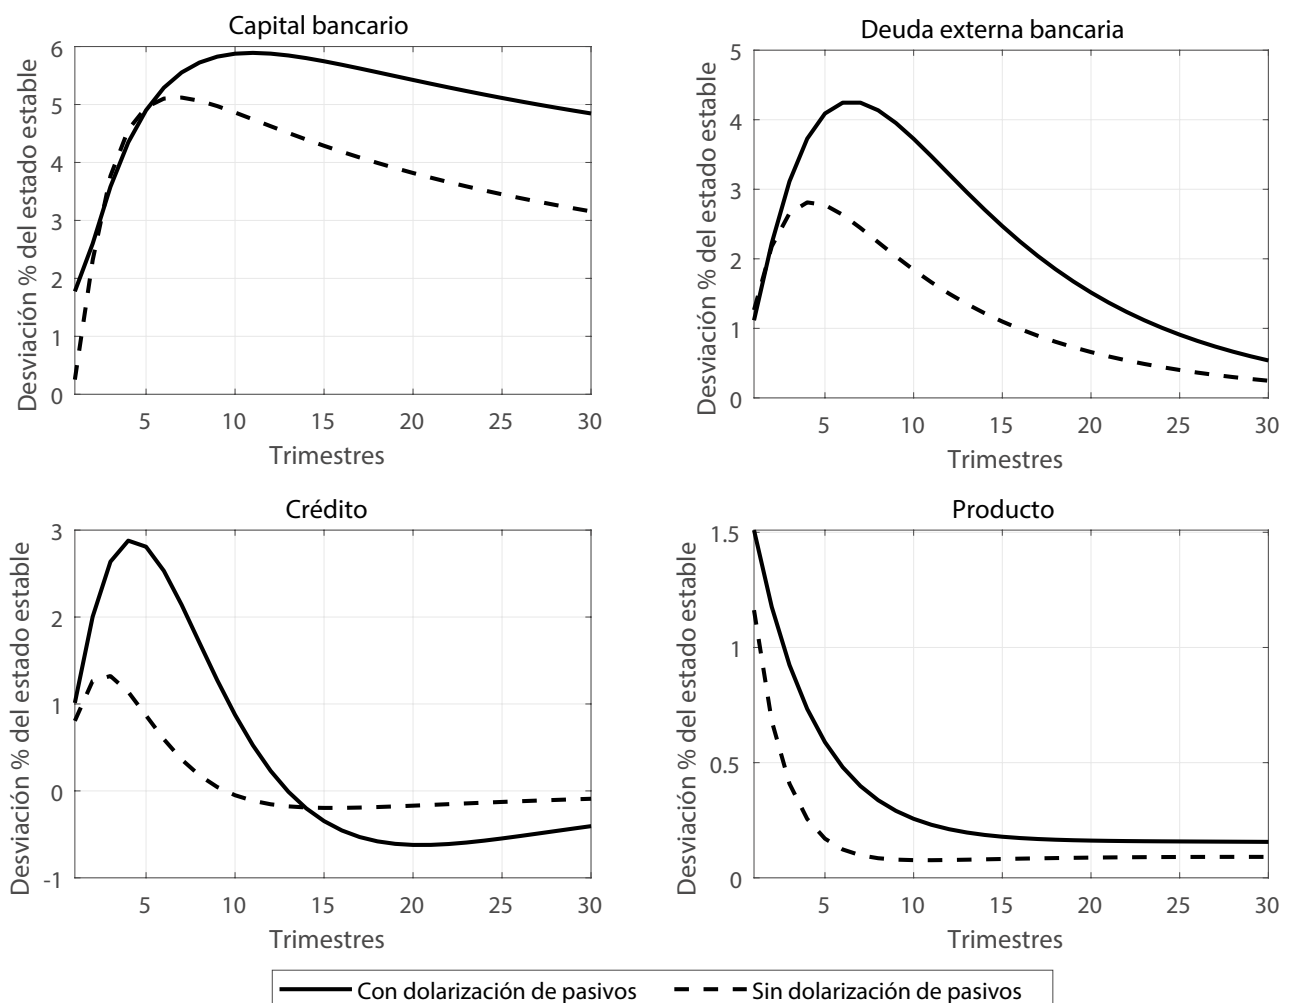 Capital bancario
Desviación % del estado estable
6
5
4
3
2
1
0
5 10 15 20 25 30
Trimestres
Deuda externa bancaria
Desviación % del estado estable
5
4
3
2
1
0
5 10 15 20 25 30
Trimestres
Crédito
Desviación % del estado estable
3
2
1
0
-1
5 10 15 20 25 30
Trimestres
Producto
Desviación % del estado estable
1.5
1
0.5
0
5 10 15 20 25 30
Trimestres
Con dolarización de pasivos Sin dolarización de pasivos